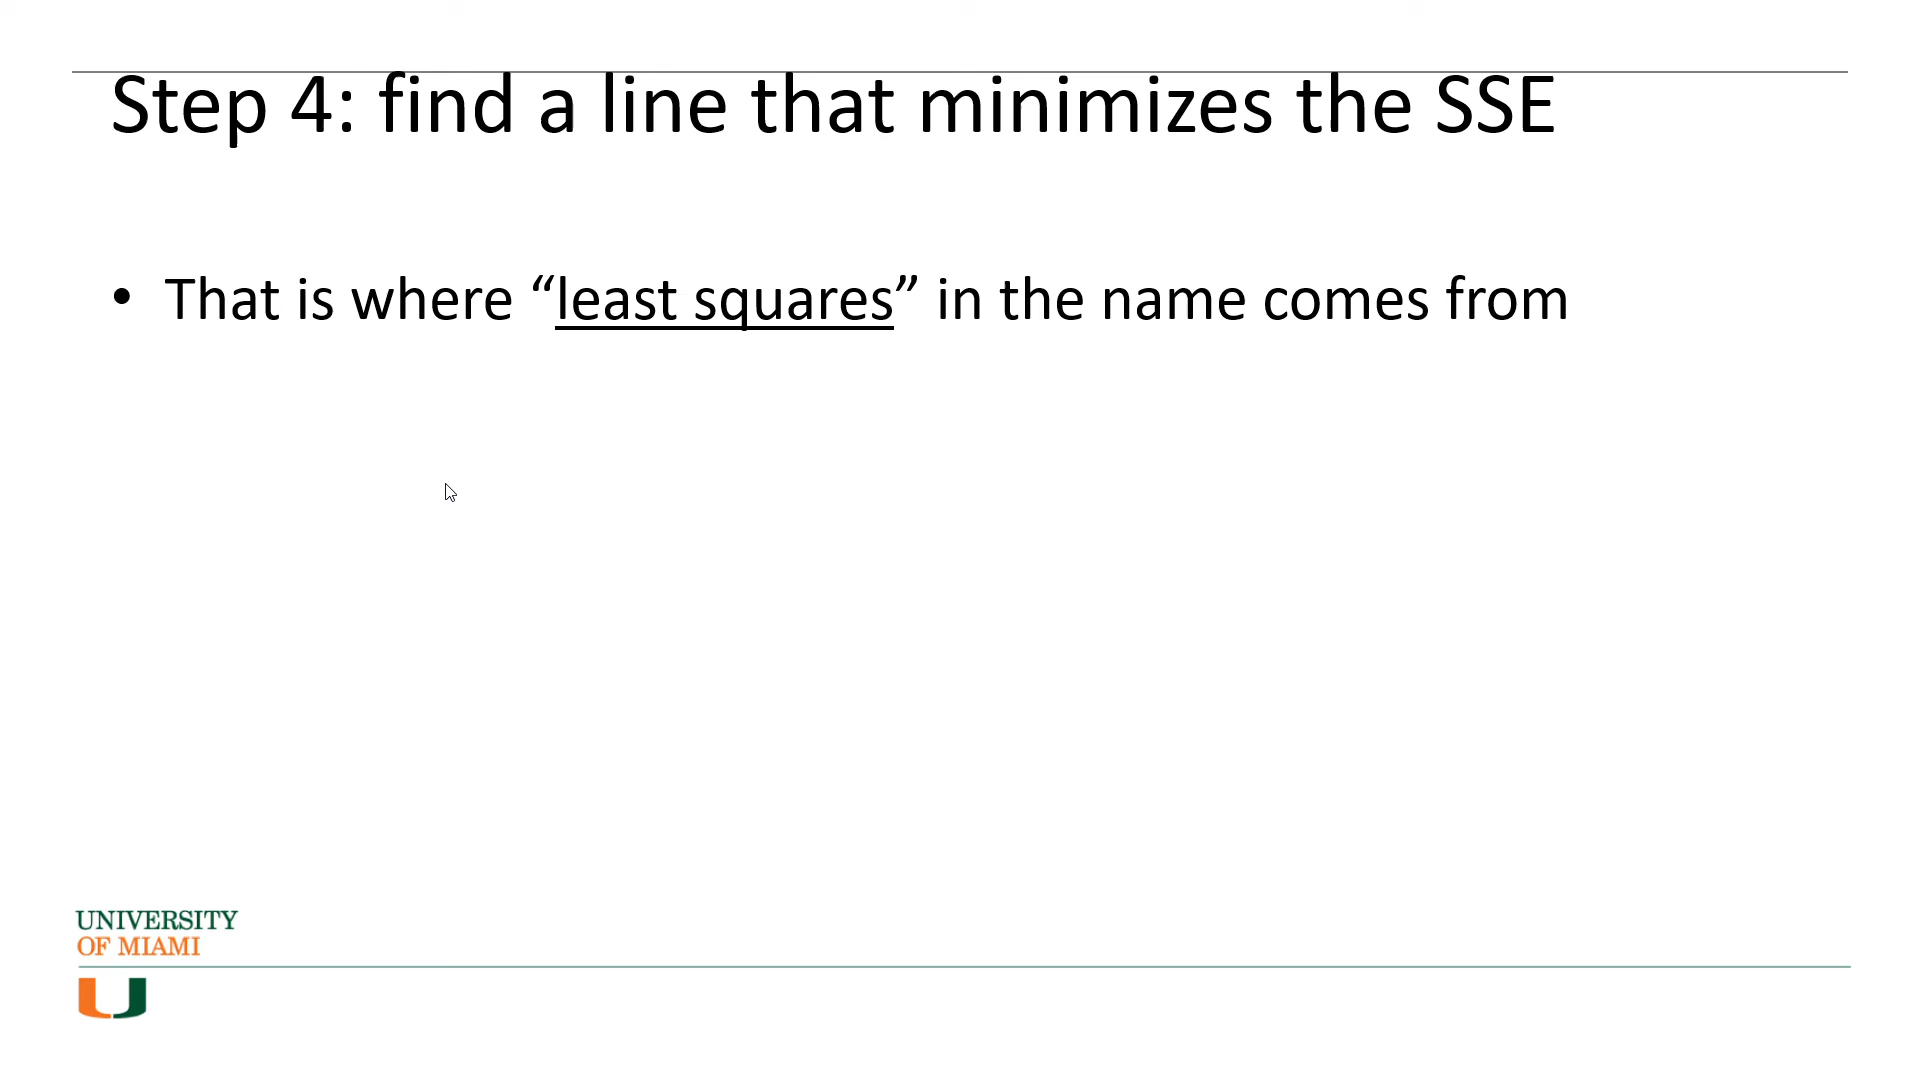 Step 4: find a line that minimizes the SSE
• That is where “least squares” in the name comes from
UNIVERSITY
OF MIAMI